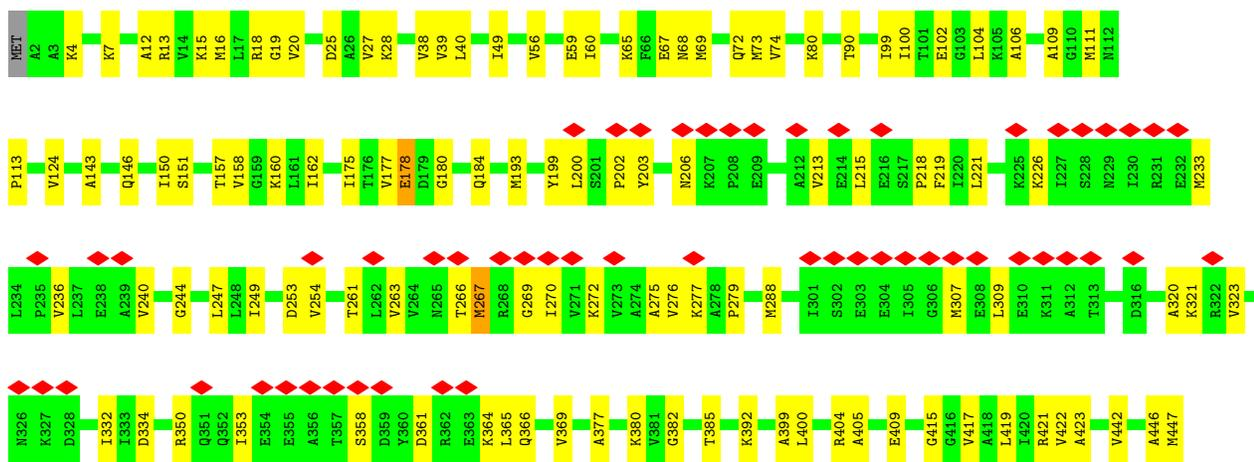 MET A2 A3 K4 K7 A12 R13 V14 K15 M16 L17 R18 G19 V20 D25 A26 V27 K28 V38 V39 L40 I49 V56 E59 I60 K65 F66 E67 N68 M69 Q72 M73 V74 K80 T90 I99 I100 T101 E102 G103 L104 K105 A106 A109 G110 M111 N112
P113 V124 A143 Q146 I150 S151 T157 V158 G159 K160 L161 I162 I175 T176 V177 E178 D179 G180 Q184 M193 Y199 L200 S201 P202 Y203 N206 K207 P208 E209 A212 V213 E214 L215 E216 S217 P218 F219 I220 L221 K225 K226 I227 S228 N229 I230 R231 E232 M233
L234 P235 V236 L237 E238 A239 V240 G244 L247 L248 I249 D253 V254 T261 L262 V263 V264 N265 T266 M267 R268 G269 I270 V271 K272 V273 A274 A275 V276 K277 A278 P279 M288 I301 S302 E303 E304 I305 G306 M307 E308 L309 E310 K311 A312 T313 D316 A320 K321 R322 V323
N326 K327 D328 I332 I333 D334 R350 Q351 Q352 I353 E354 E355 A356 T357 S358 D359 Y360 D361 R362 E363 K364 L365 Q366 V369 A377 K380 V381 G382 T385 K392 A399 L400 R404 A405 E409 G415 G416 V417 A418 L419 I420 R421 V422 A423 V442 A446 M447